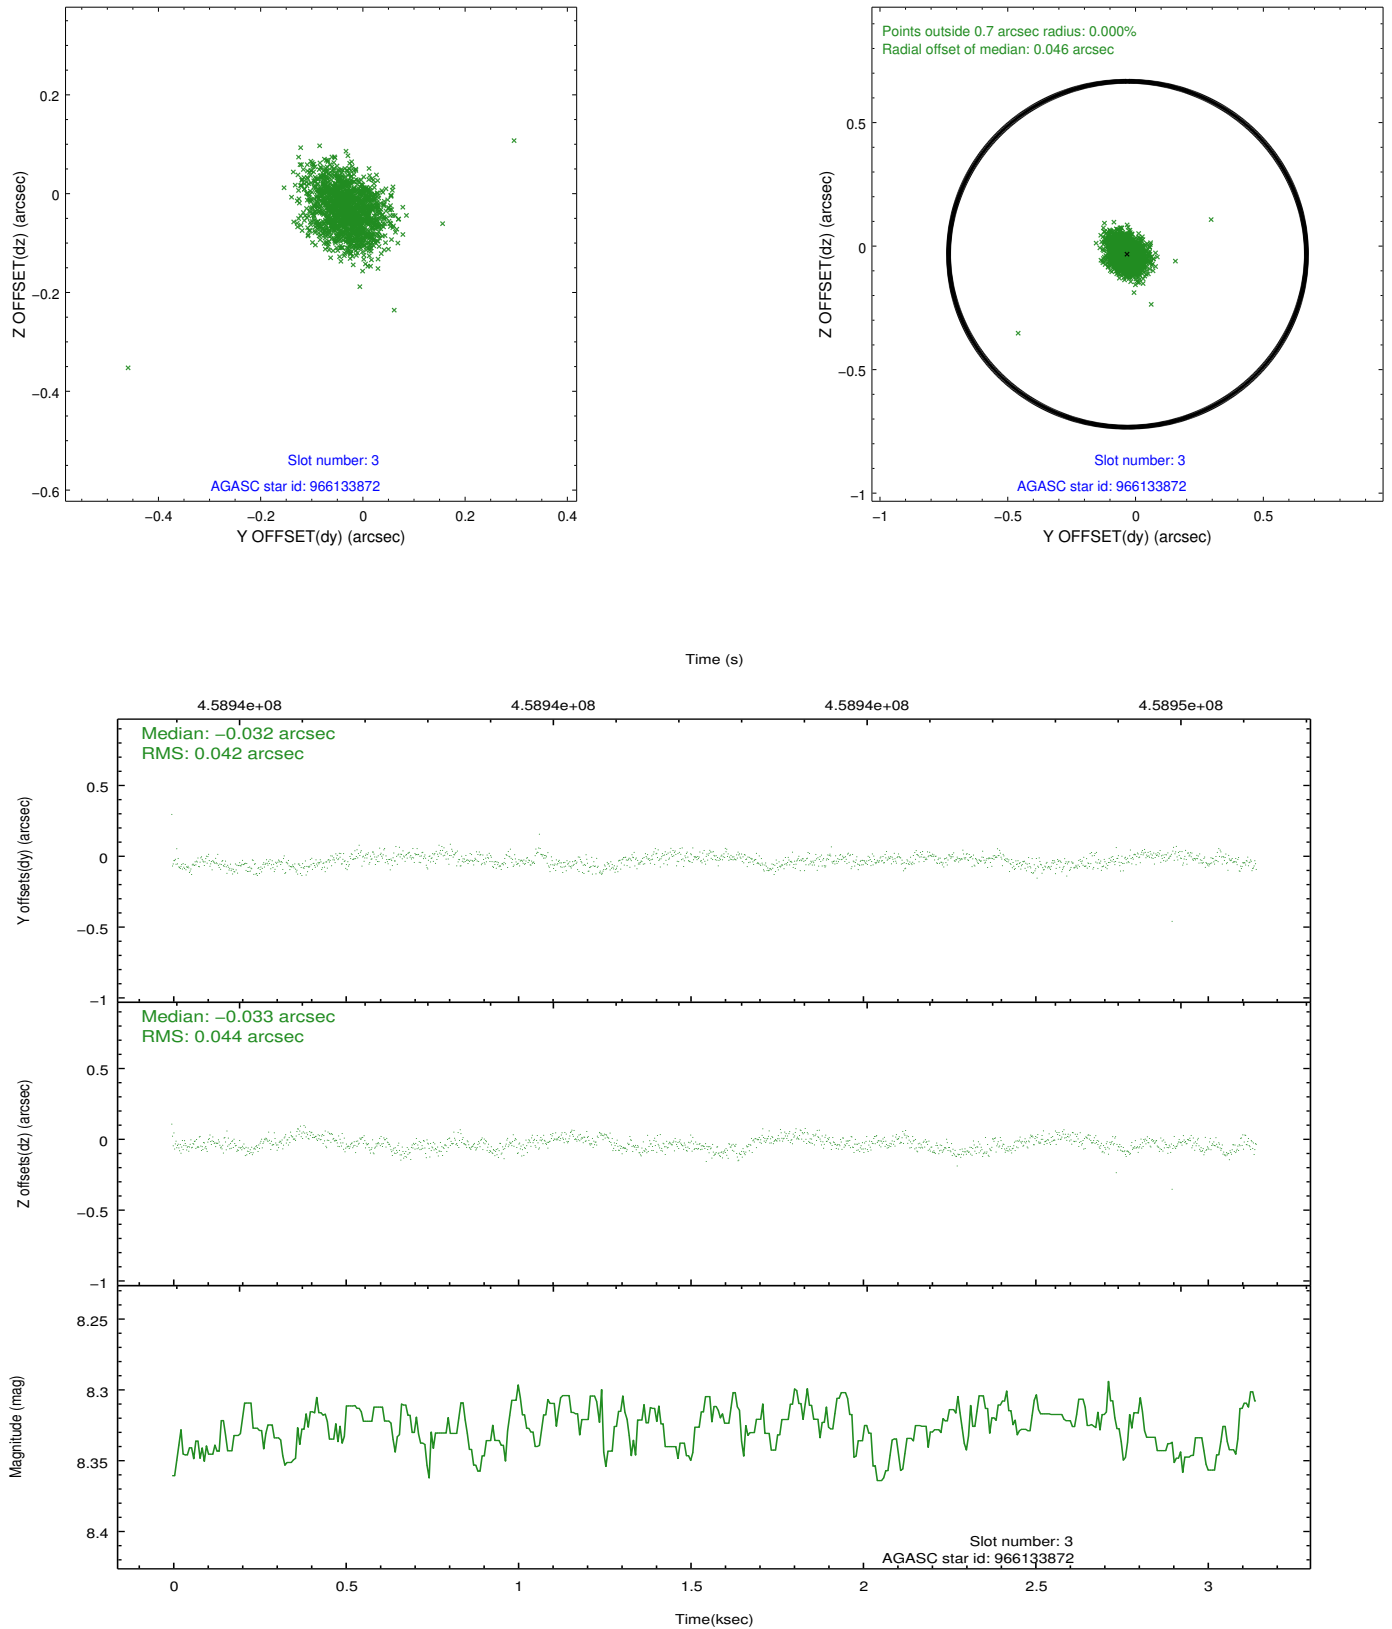 0.2
0
−0.2
−0.4
−0.6
Z OFFSET(dz) (arcsec)
Slot number: 3
AGASC star id: 966133872
−0.4
−0.2
0
0.2
0.4
Y OFFSET(dy) (arcsec)
Points outside 0.7 arcsec radius: 0.000%
Radial offset of median: 0.046 arcsec
0.5
0
−0.5
−1
Z OFFSET(dz) (arcsec)
Slot number: 3
AGASC star id: 966133872
−1
−0.5
0
0.5
Y OFFSET(dy) (arcsec)
Time (s)
4.5894e+08
4.5894e+08
4.5894e+08
4.5895e+08
Median: −0.032 arcsec
RMS: 0.042 arcsec
0.5
0
−0.5
−1
Y offsets(dy) (arcsec)
Median: −0.033 arcsec
RMS: 0.044 arcsec
0.5
0
−0.5
−1
Z offsets(dz) (arcsec)
8.25
8.3
8.35
8.4
Magnitude (mag)
Slot number: 3
AGASC star id: 966133872
0
0.5
1
1.5
2
2.5
3
Time(ksec)